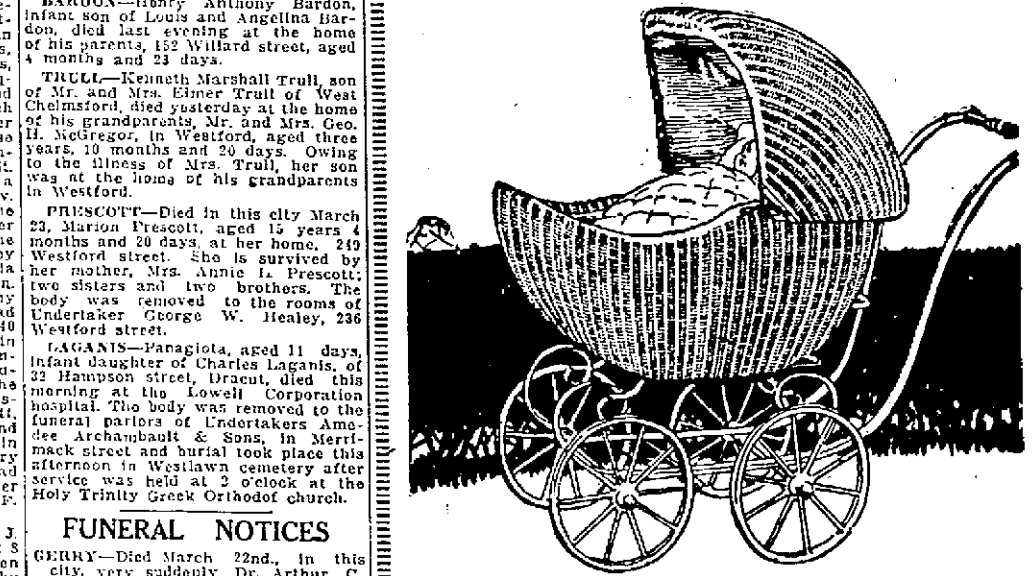 BARDON—Henry Anthony Bardon,
infant son of Louis and Angelina Bar-
don, died last evening at the home
of his parents, 152 Willard street, aged
4 months and 23 days.
TRULL—Kenneth Marshall Trull, son
of Mr. and Mrs. Elmer Trull of West
Chelmsford, died yesterday at the home
of his grandparents, Mr. and Mrs. Geo.
H. McGregor, in Westford, aged three
years, 10 months and 20 days. Owing
to the illness of Mrs. Trull, her son
was at the home of his grandparents
in Westford.
PRESCOTT—Died in this city March
23, Marion Prescott, aged 15 years 4
months and 20 days, at her home, 249
Westford street. She is survived by
her mother, Mrs. Annie L. Prescott;
two sisters and two brothers. The
body was removed to the rooms of
Undertaker George W. Healey, 236
Westford street.
LAGANIS—Panagiota, aged 11 days,
infant daughter of Charles Laganis, of
32 Hampson street, Dracut, died this
morning at the Lowell Corporation
hospital. The body was removed to the
funeral parlors of Undertakers Ame-
dee Archambault & Sons, in Merri-
mack street and burial took place this
afternoon in Westlawn cemetery after
service was held at 2 o'clock at the
Holy Trinity Greek Orthodof church.
FUNERAL NOTICES
GERRY—Died March 22nd., in this
city, very suddenly, Dr. Arthur C.